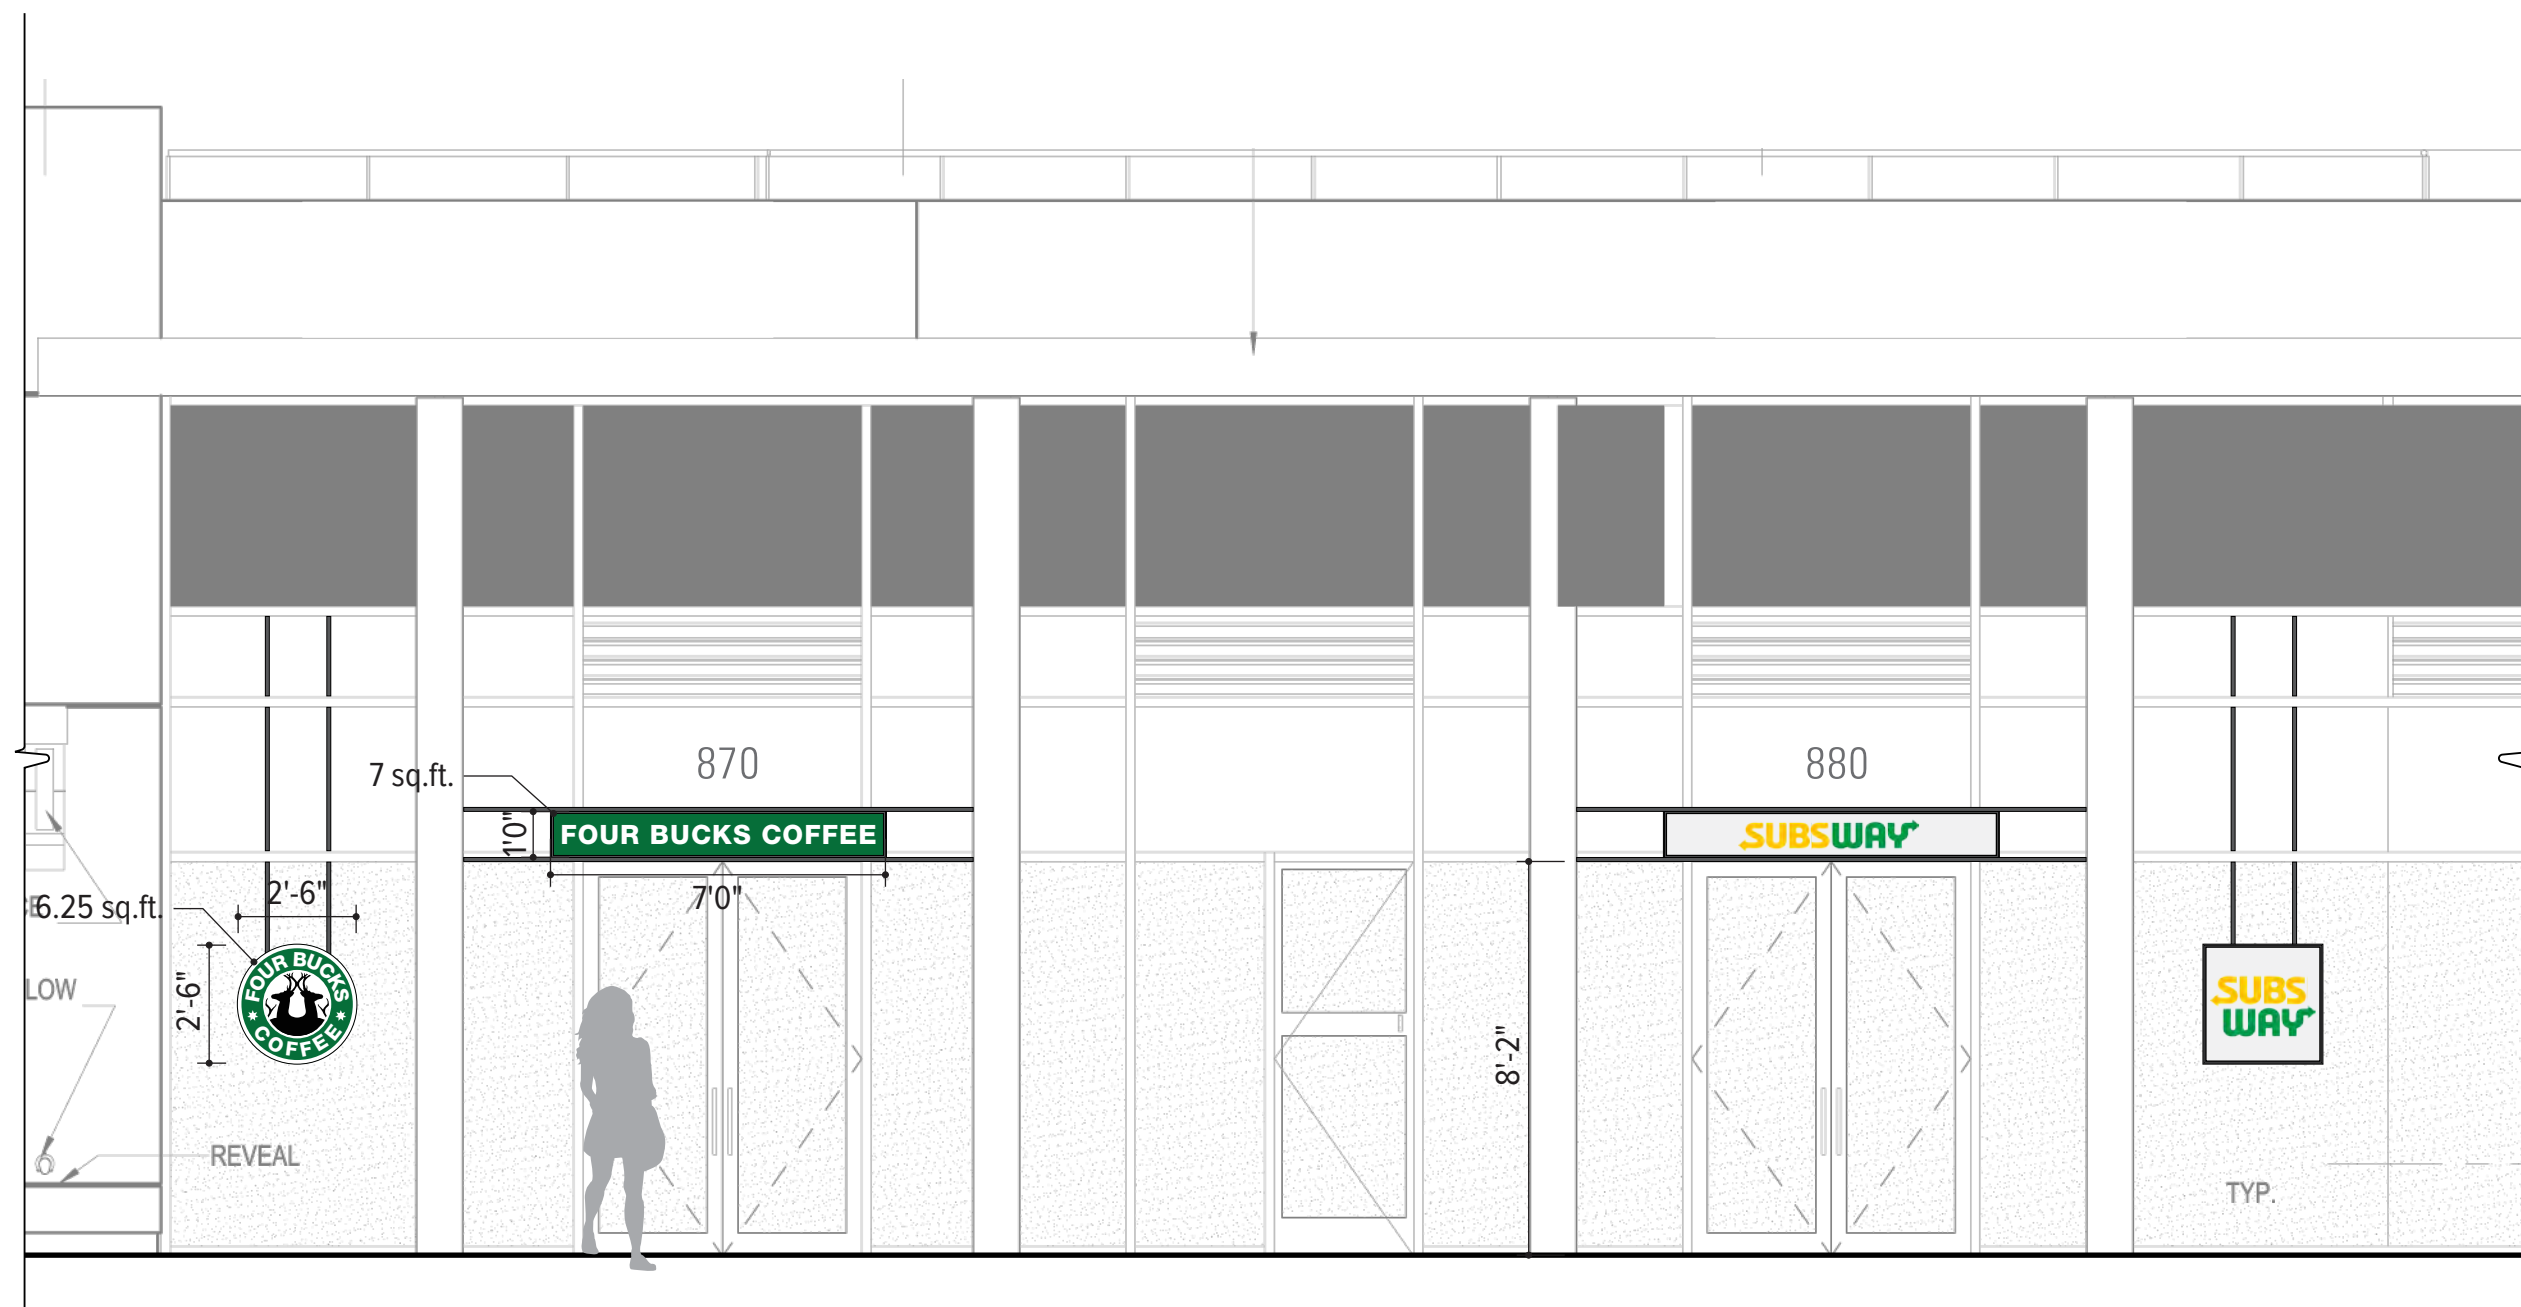 870
880
7 sq.ft.
1'0"
FOUR BUCKS COFFEE
SUBSWAY
7'0"
2'-6"
6.25 sq.ft.
2'-6"
FOUR BUCKS
COFFEE
LOW
SUBS
WAY
8'-2"
REVEAL
TYP.